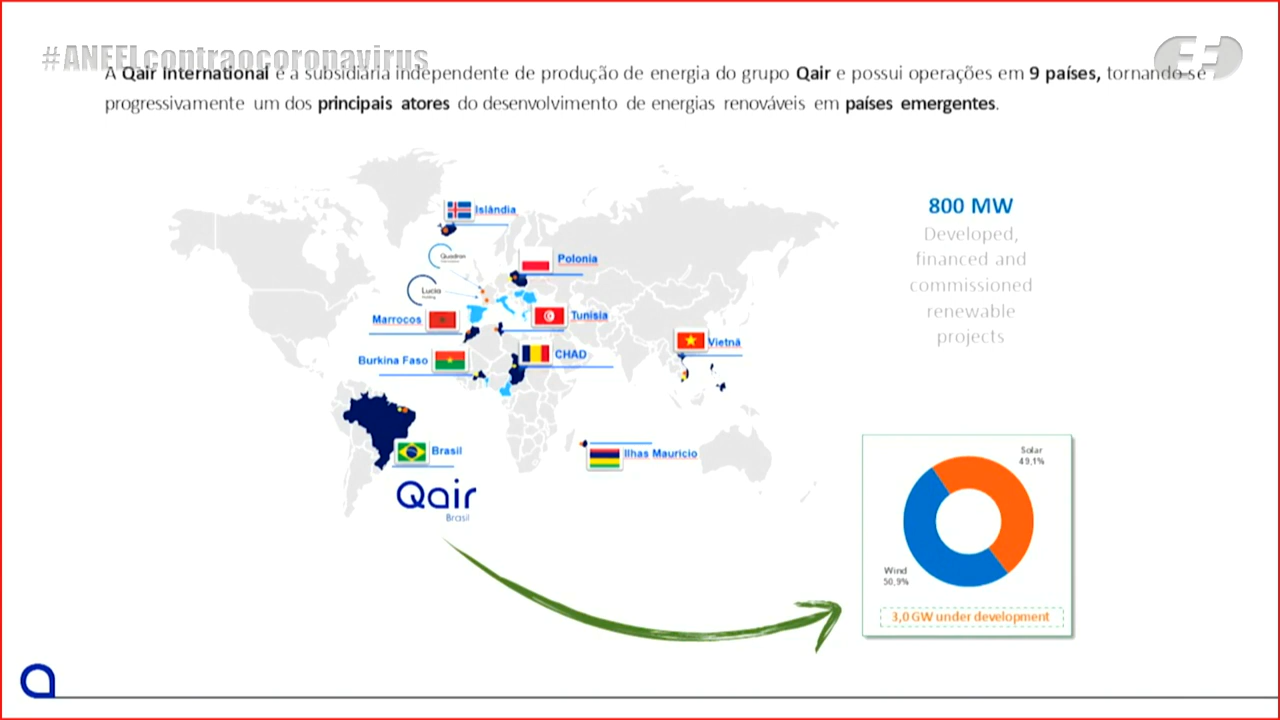 #ANEELcontraocoronavirus
A Qair International é a subsidiária independente de produção de energia do grupo Qair e possui operações em 9 países, tornando-se
progressivamente um dos principais atores do desenvolvimento de energias renováveis em países emergentes.
Islândia
Quadran
Polonia
Lucia
Marrocos
Tunísia
Burkina Faso
CHAD
Vietnã
Brasil
Ilhas Mauricio
Qair
Brasil
800 MW
Developed,
financed and
commissioned
renewable
projects
Solar
49,1%
Wind
50,9%
3,0 GW under development